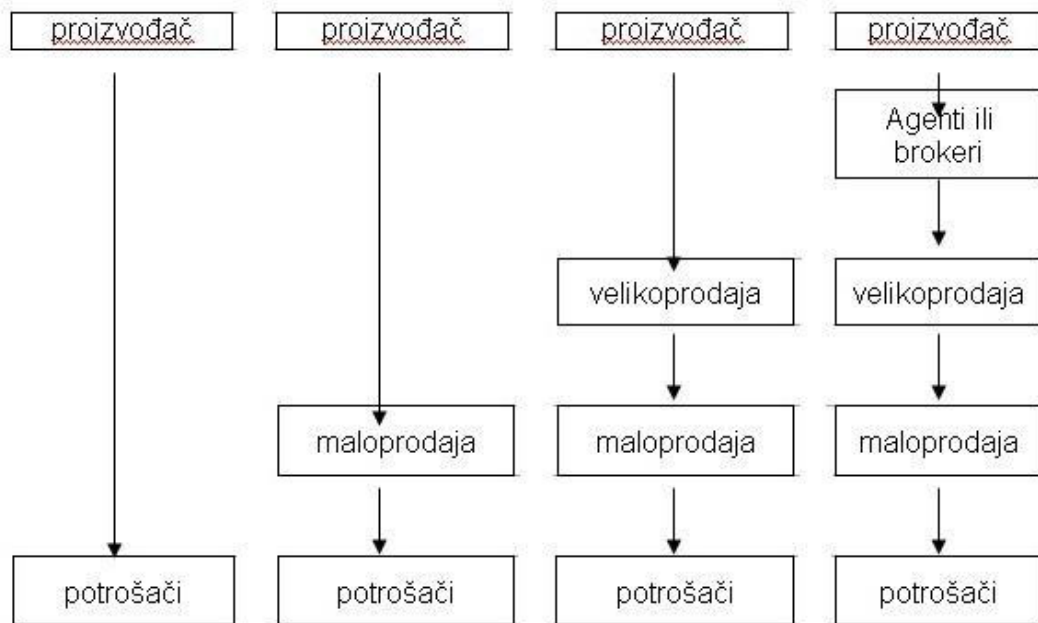 proizvođač
proizvođač
proizvođač
proizvođač
Agenti ili
brokeri
velikoprodaja
velikoprodaja
maloprodaja
maloprodaja
maloprodaja
potrošači
potrošači
potrošači
potrošači